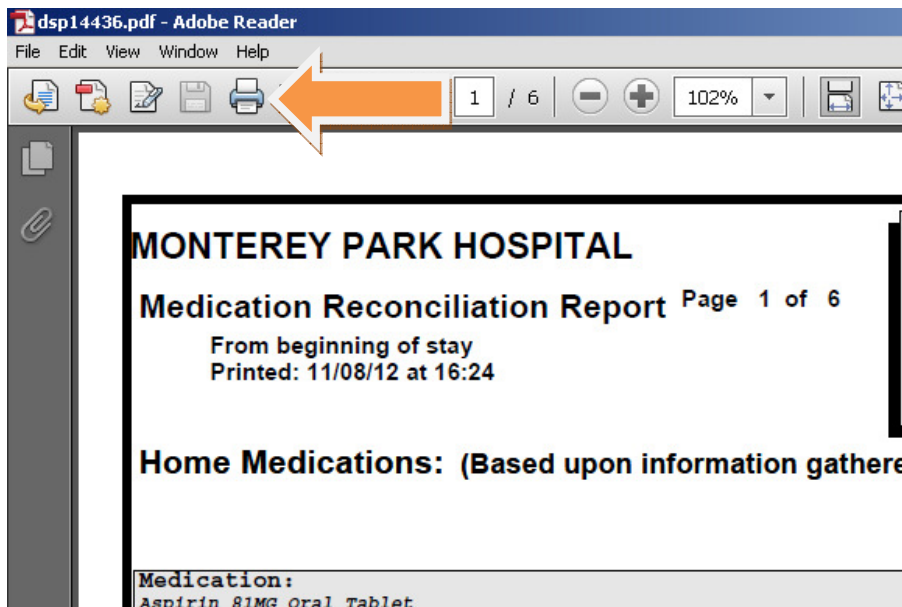 dsp14436.pdf - Adobe Reader
File Edit View Window Help
1 / 6 102%
MONTEREY PARK HOSPITAL
Medication Reconciliation Report Page 1 of 6
From beginning of stay
Printed: 11/08/12 at 16:24
Home Medications: (Based upon information gathere
Medication:
Aspirin 81MG Oral Tablet